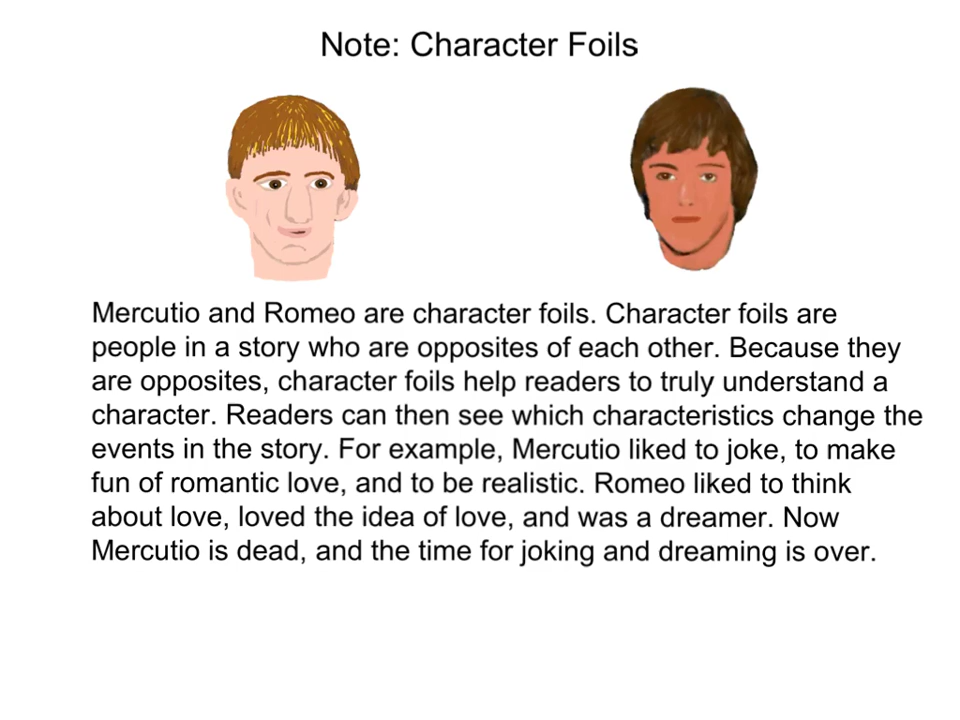 Note: Character Foils
Mercutio and Romeo are character foils. Character foils are
people in a story who are opposites of each other. Because they
are opposites, character foils help readers to truly understand a
character. Readers can then see which characteristics change the
events in the story. For example, Mercutio liked to joke, to make
fun of romantic love, and to be realistic. Romeo liked to think
about love, loved the idea of love, and was a dreamer. Now
Mercutio is dead, and the time for joking and dreaming is over.